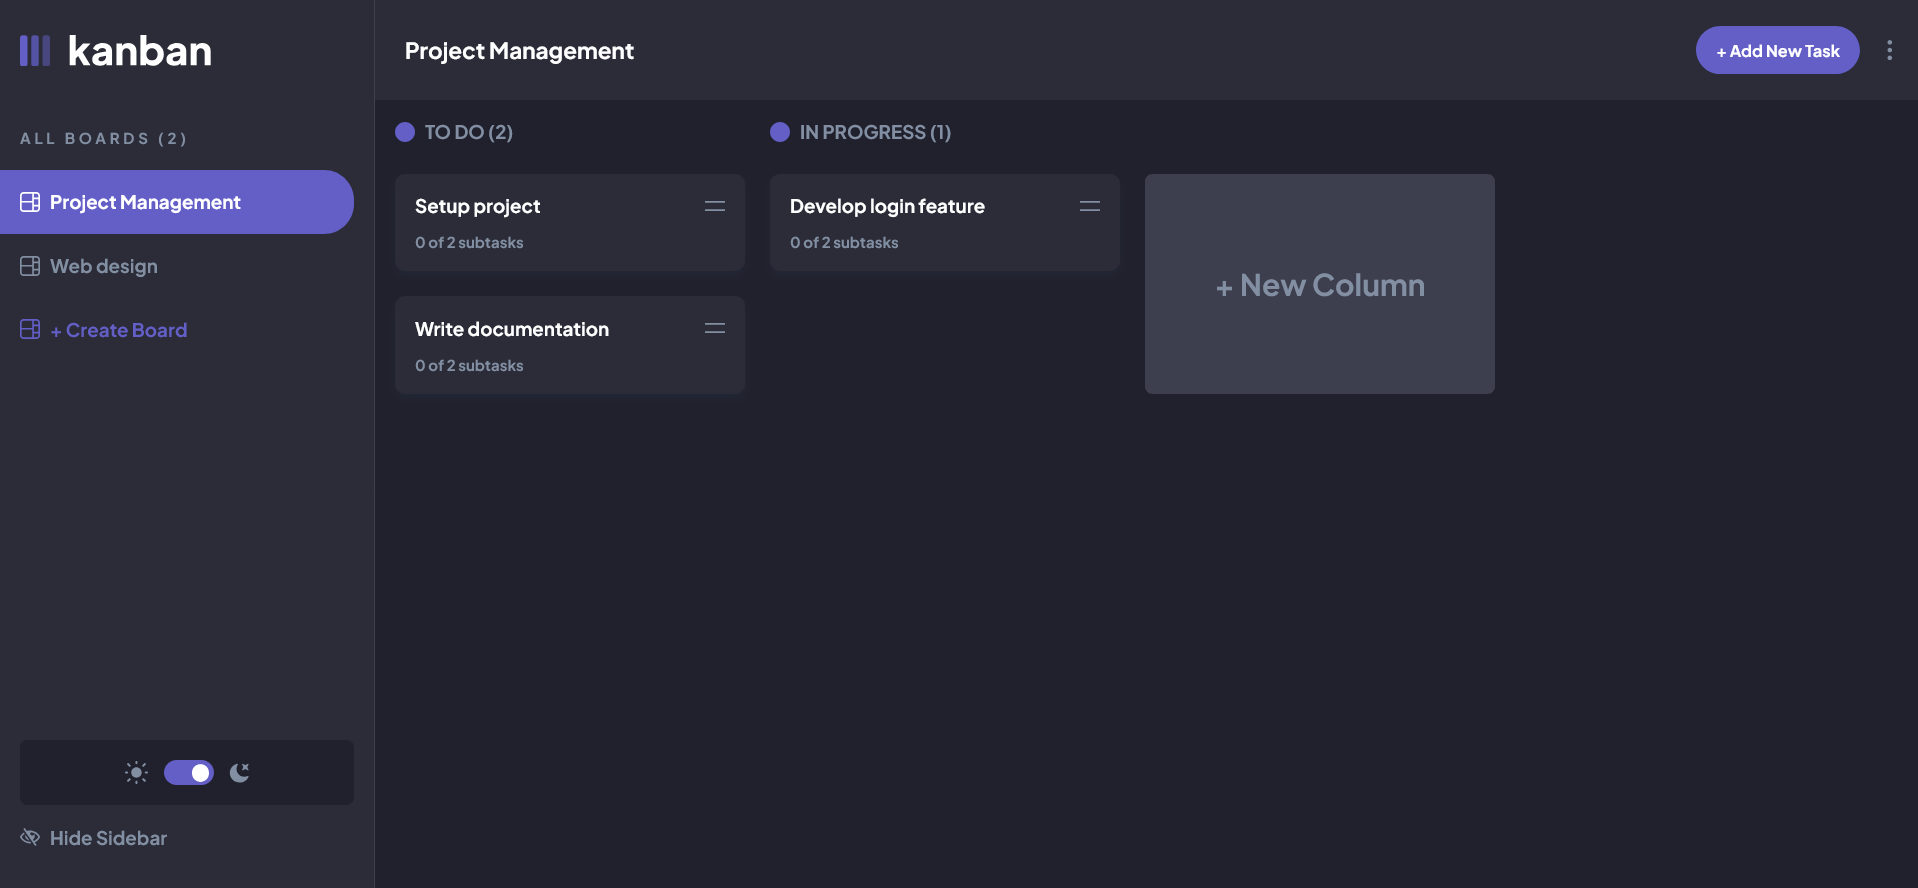 kanban
ALL BOARDS (2)
Project Management
Web design
+ Create Board
Hide Sidebar
Project Management
+ Add New Task
TO DO (2)
Setup project
0 of 2 subtasks
Write documentation
0 of 2 subtasks
IN PROGRESS (1)
Develop login feature
0 of 2 subtasks
+ New Column